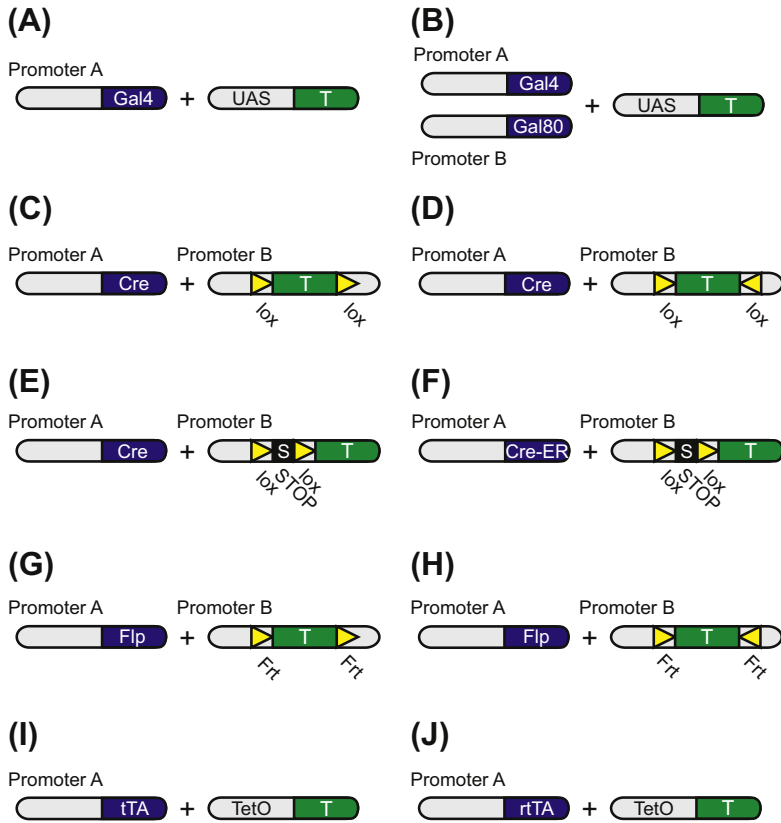 (A)
Promoter A
Gal4 + UAS T
(B)
Promoter A
Gal4
+ UAS T
Gal80
Promoter B
(C)
Promoter A Promoter B
Cre + T
lox lox
(D)
Promoter A Promoter B
Cre + T
lox lox
(E)
Promoter A Promoter B
Cre + S T
lox STOP lox
(F)
Promoter A Promoter B
Cre-ER + S T
lox STOP lox
(G)
Promoter A Promoter B
Flp + T
Frt Frt
(H)
Promoter A Promoter B
Flp + T
Frt Frt
(I)
Promoter A
tTA + TetO T
(J)
Promoter A
rtTA + TetO T